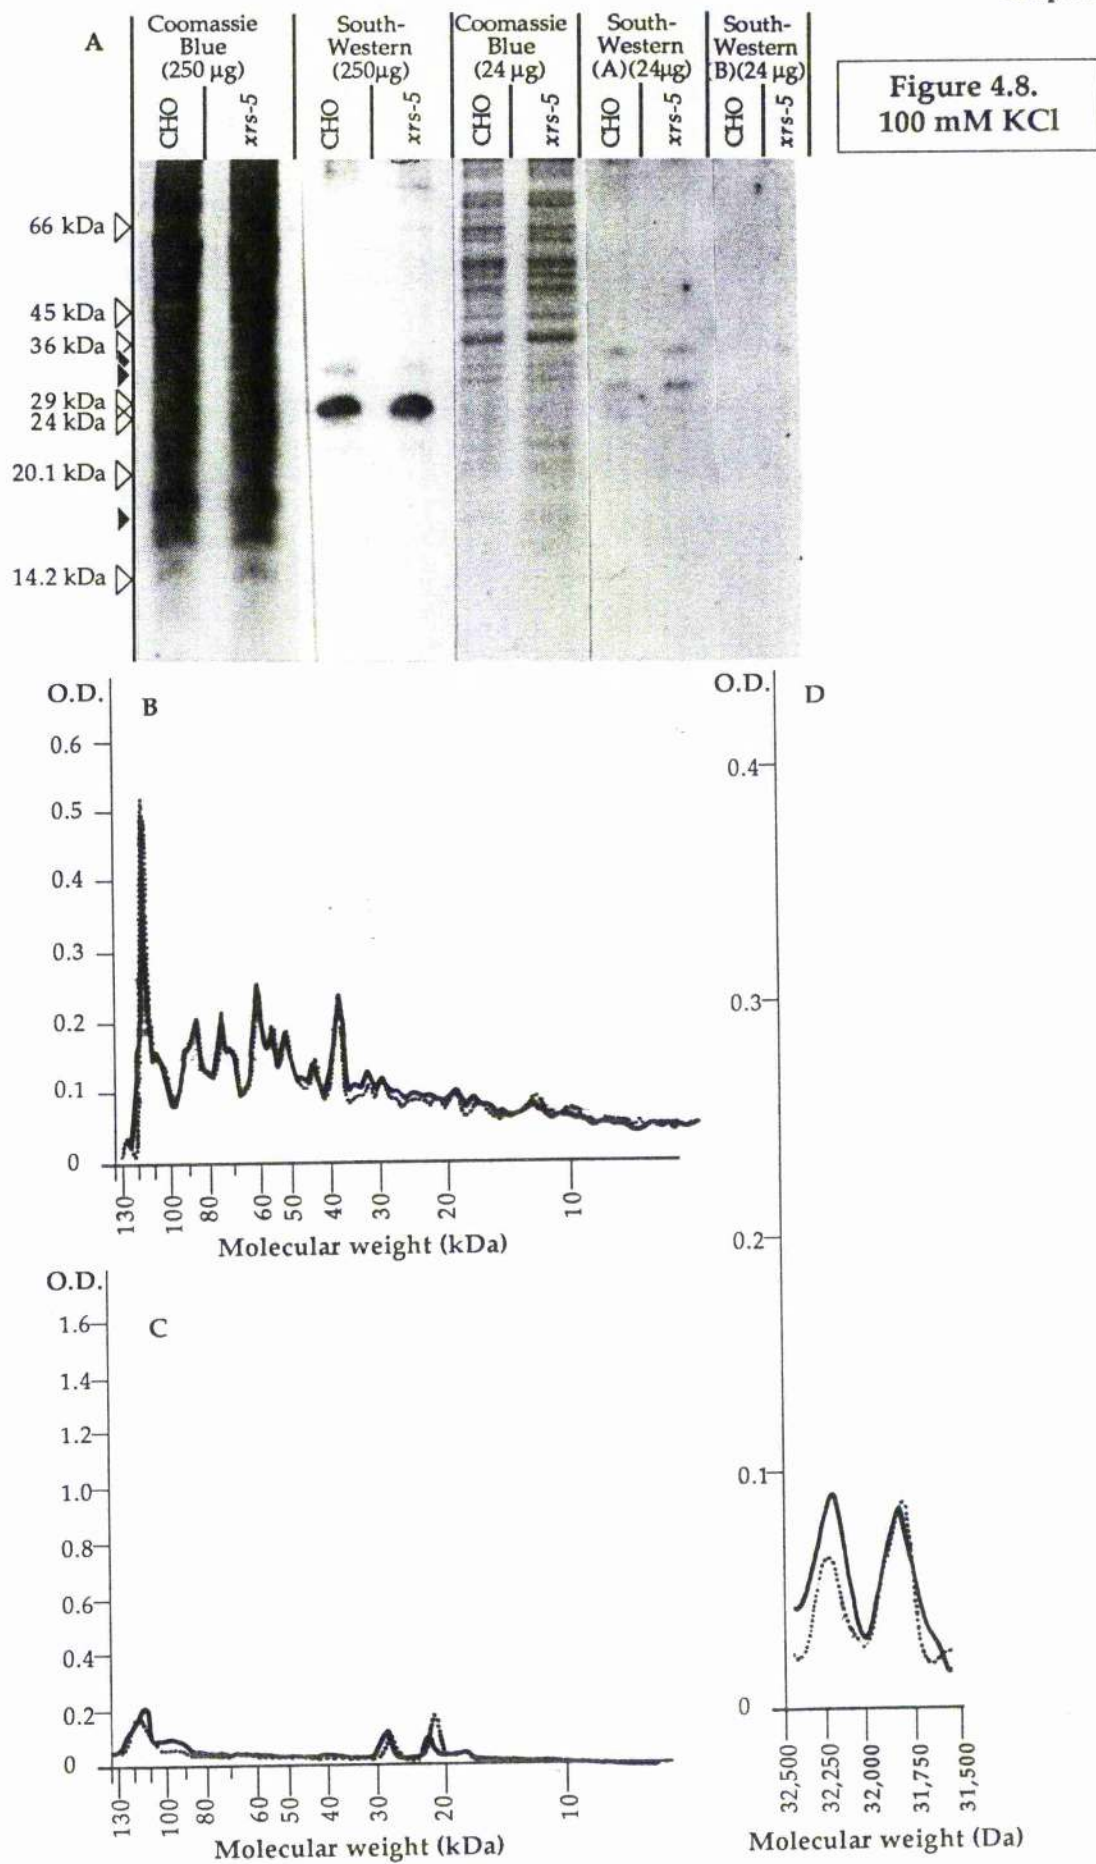 A
Coomassie
Blue
(250 µg)
South-
Western
(250µg)
Coomassie
Blue
(24 µg)
South-
Western
(A)(24µg)
South-
Western
B)(24 µg)
CHO
xrs-5
CHO
xrs-5
CHO
xrs-5
CHO
xrs-5
CHO
xrs-5
Figure 4.8.
100 mM KCl
66 kDa
45 kDa
36 kDa
29 kDa
24 kDa
20.1 kDa
14.2 kDa
O.D.
B
0.6
0.5
0.4
0.3
0.2
0.1
0
130
100
80
60
50
40
30
20
10
Molecular weight (kDa)
O.D.
C
1.6
1.4
1.2
1.0
0.8
0.6
0.4
0.2
0
130
100
80
60
50
40
30
20
10
Molecular weight (kDa)
O.D.
D
0.4
0.3
0.2
0.1
0
32,500
32,250
32,000
31,750
31,500
Molecular weight (Da)